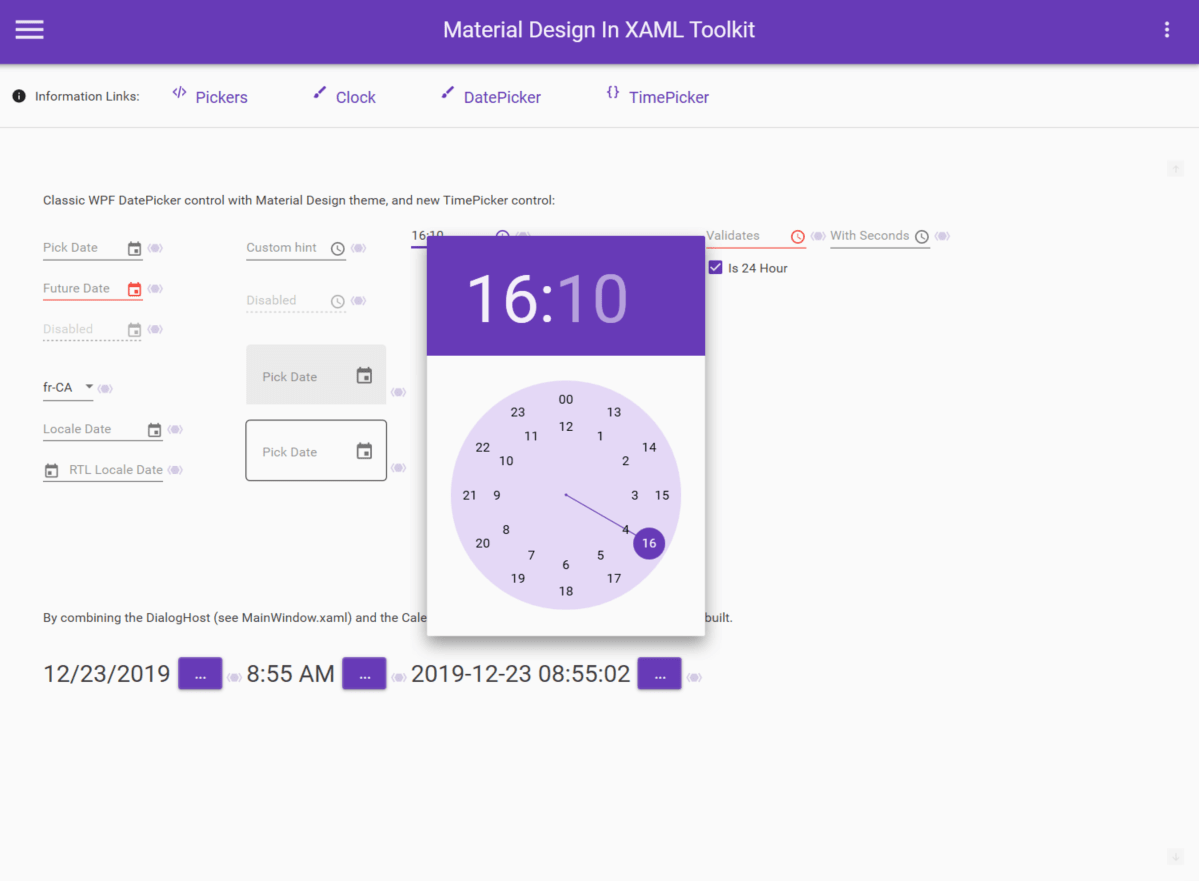 Material Design In XAML Toolkit
Information Links: Pickers Clock DatePicker TimePicker
Classic WPF DatePicker control with Material Design theme, and new TimePicker control:
Pick Date Custom hint 16:10 Validates With Seconds
Is 24 Hour
Future Date Disabled
Disabled
Pick Date
fr-CA
Locale Date
Pick Date
RTL Locale Date
16:10
00
23 13
12
11 1
22 14
10 2
21 9 3 15
8 4
20 16
7 5
6
19 17
18
By combining the DialogHost (see MainWindow.xaml) and the Cale
built.
12/23/2019 ... 8:55 AM ... 2019-12-23 08:55:02 ...